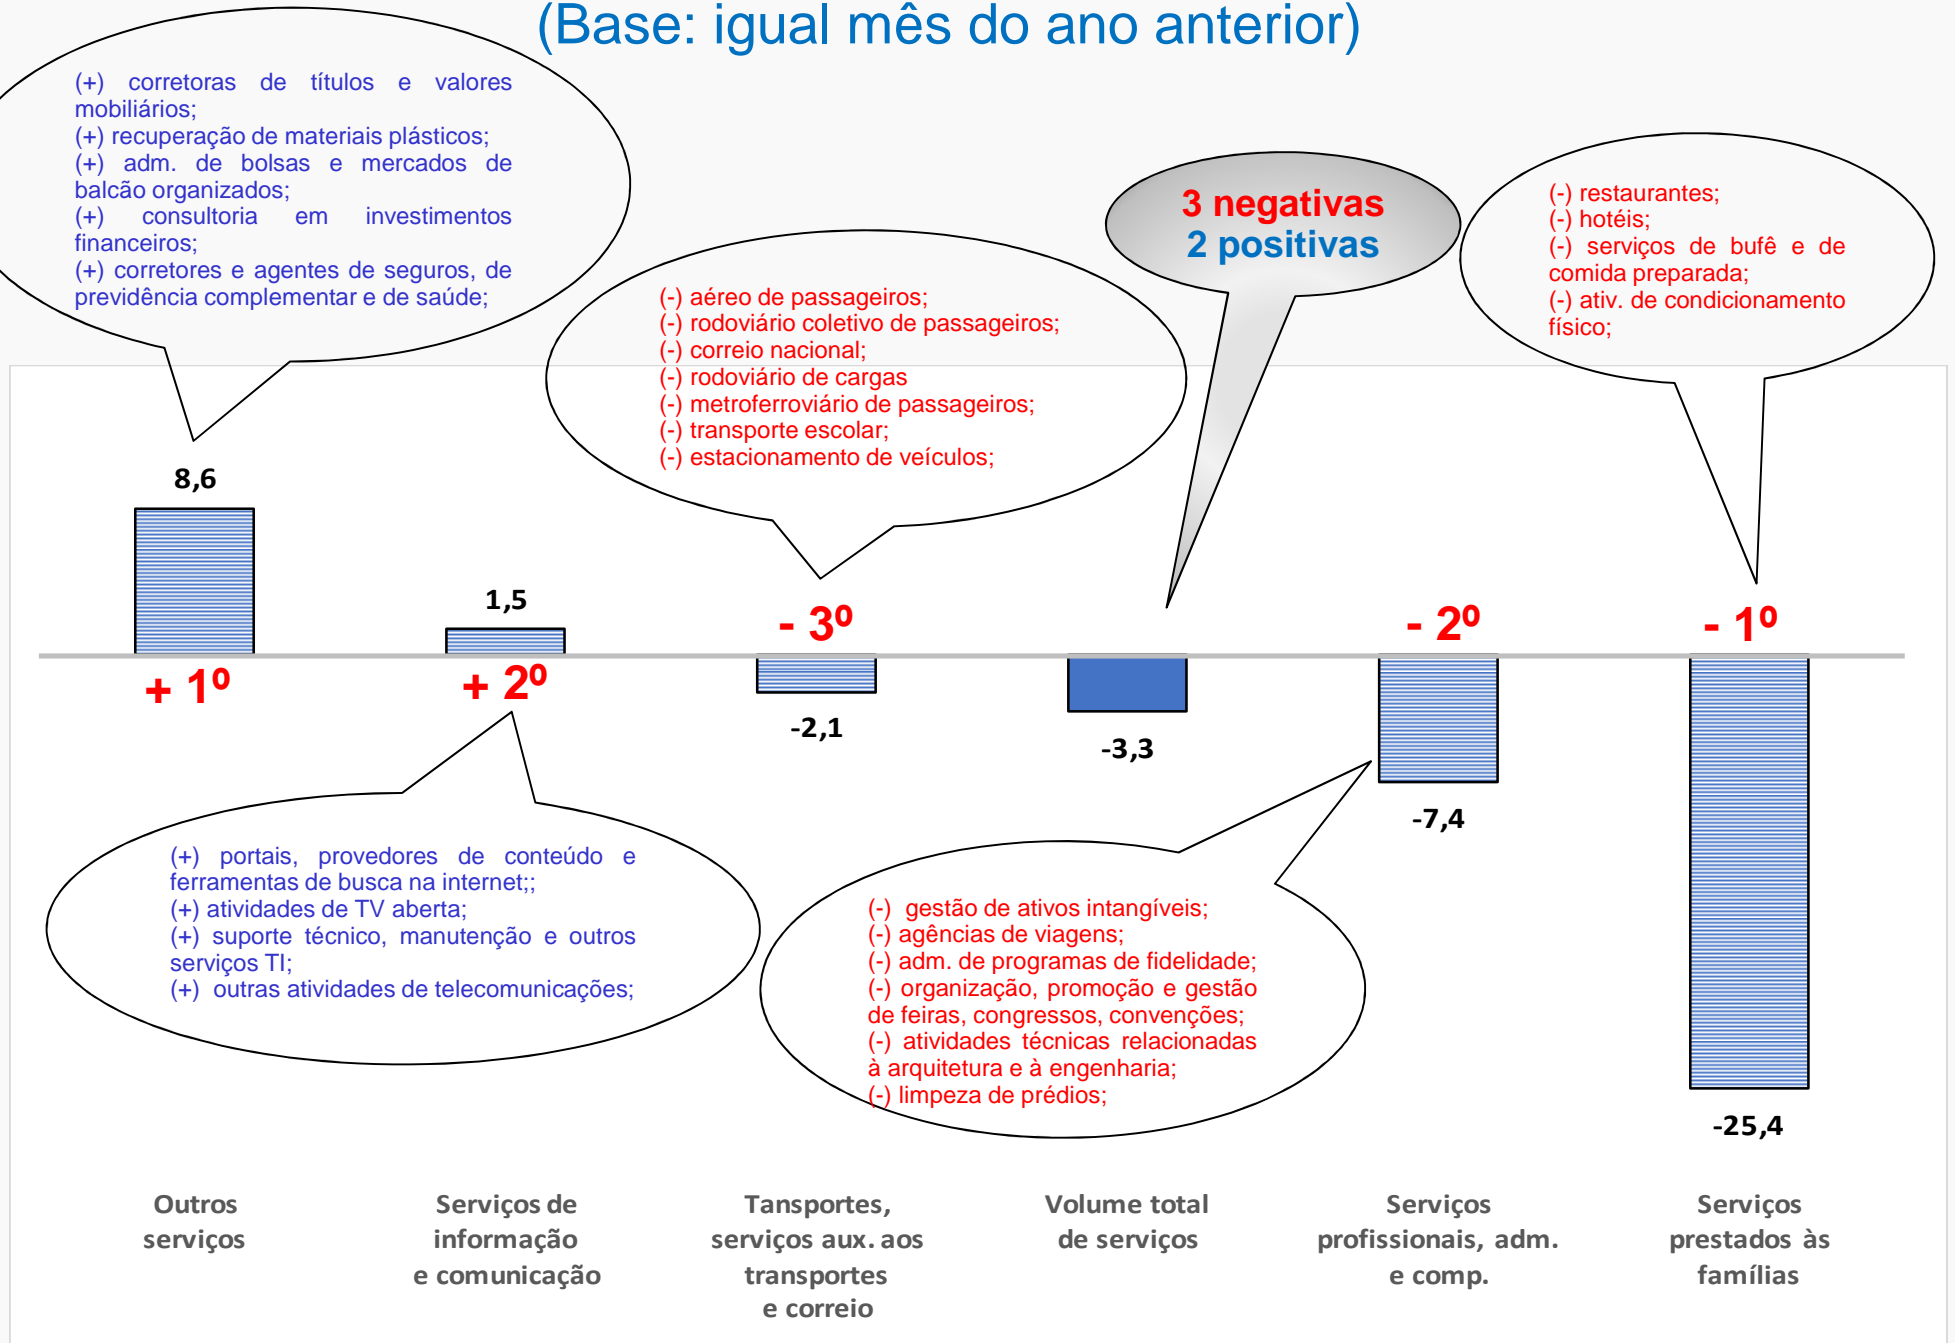 (Base: igual mês do ano anterior)
(+) corretoras de títulos e valores
mobiliários;
(+) recuperação de materiais plásticos;
(+) adm. de bolsas e mercados de
balcão organizados;
(+) consultoria em investimentos
financeiros;
(+) corretores e agentes de seguros, de
previdência complementar e de saúde;
(-) aéreo de passageiros;
(-) rodoviário coletivo de passageiros;
(-) correio nacional;
(-) rodoviário de cargas
(-) metroferroviário de passageiros;
(-) transporte escolar;
(-) estacionamento de veículos;
3 negativas
2 positivas
(-) restaurantes;
(-) hotéis;
(-) serviços de bufê e de
comida preparada;
(-) ativ. de condicionamento
físico;
8,6
1,5
- 3º
- 2º
- 1º
+ 1º
+ 2º
-2,1
-3,3
-7,4
-25,4
(+) portais, provedores de conteúdo e
ferramentas de busca na internet;;
(+) atividades de TV aberta;
(+) suporte técnico, manutenção e outros
serviços TI;
(+) outras atividades de telecomunicações;
(-) gestão de ativos intangíveis;
(-) agências de viagens;
(-) adm. de programas de fidelidade;
(-) organização, promoção e gestão
de feiras, congressos, convenções;
(-) atividades técnicas relacionadas
à arquitetura e à engenharia;
(-) limpeza de prédios;
Outros
serviços
Serviços de
informação
e comunicação
Tansportes,
serviços aux. aos
transportes
e correio
Volume total
de serviços
Serviços
profissionais, adm.
e comp.
Serviços
prestados às
famílias